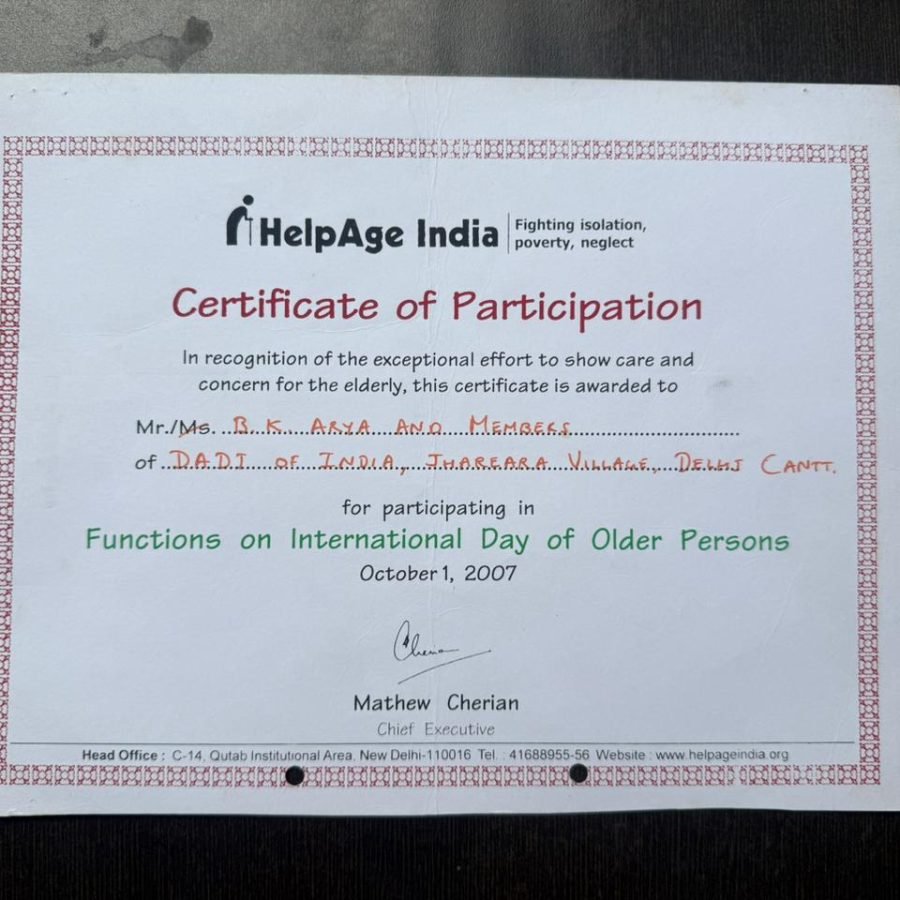 HelpAge India
Fighting isolation,
poverty, neglect
Certificate of Participation
In recognition of the exceptional effort to show care and
concern for the elderly, this certificate is awarded to
Mr./Ms. B. K. ARYA AND MEMBERS
of DADI OF INDIA, JHAREARA VILLAGE, DELHI CANTT.
for participating in
Functions on International Day of Older Persons
October 1, 2007
Cherian
Mathew Cherian
Chief Executive
Head Office : C-14, Qutab Institutional Area, New Delhi-110016 Tel. : 41688955-56 Website : www.helpageindia.org